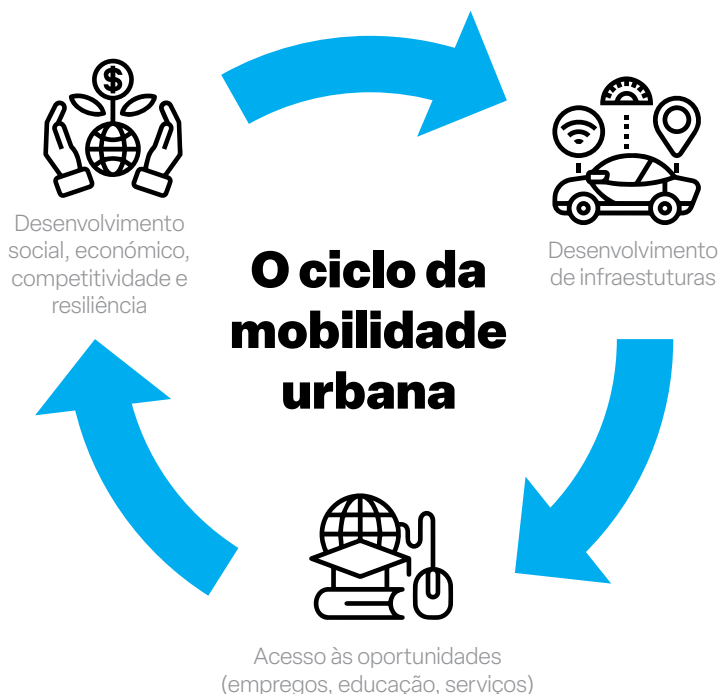 $
Desenvolvimento
social, económico,
competitividade e
resiliência
O ciclo da
mobilidade
urbana
Desenvolvimento
de infraestuturas
Acesso às oportunidades
(empregos, educação, serviços)